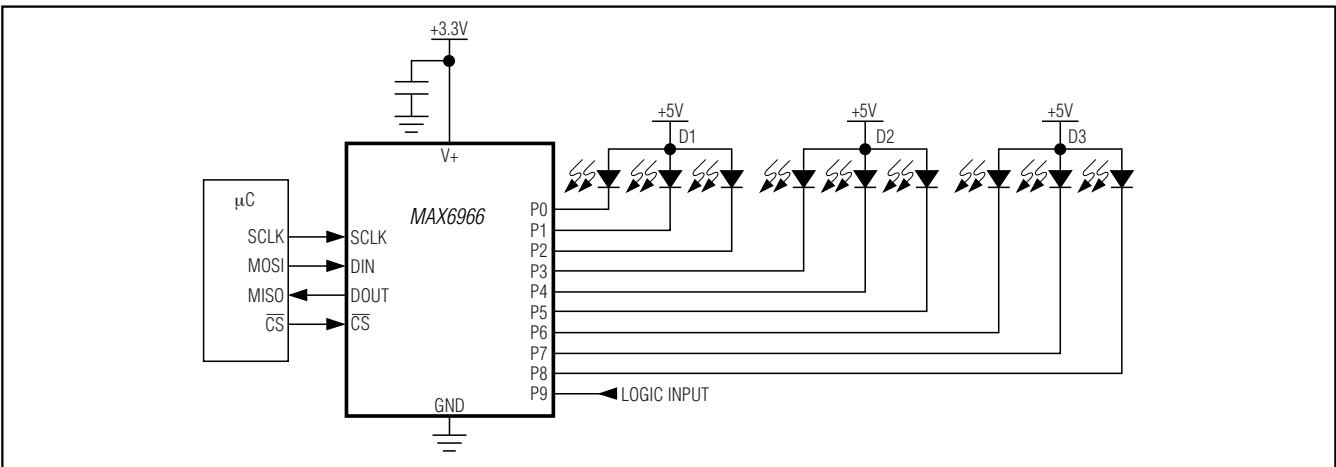 +3.3V
+5V
+5V
+5V
D1
D2
D3
V+
μC
MAX6966
P0
P1
SCLK
SCLK
P2
MOSI
DIN
P3
MISO
DOUT
P4
CS
CS
P5
P6
P7
P8
P9
LOGIC INPUT
GND